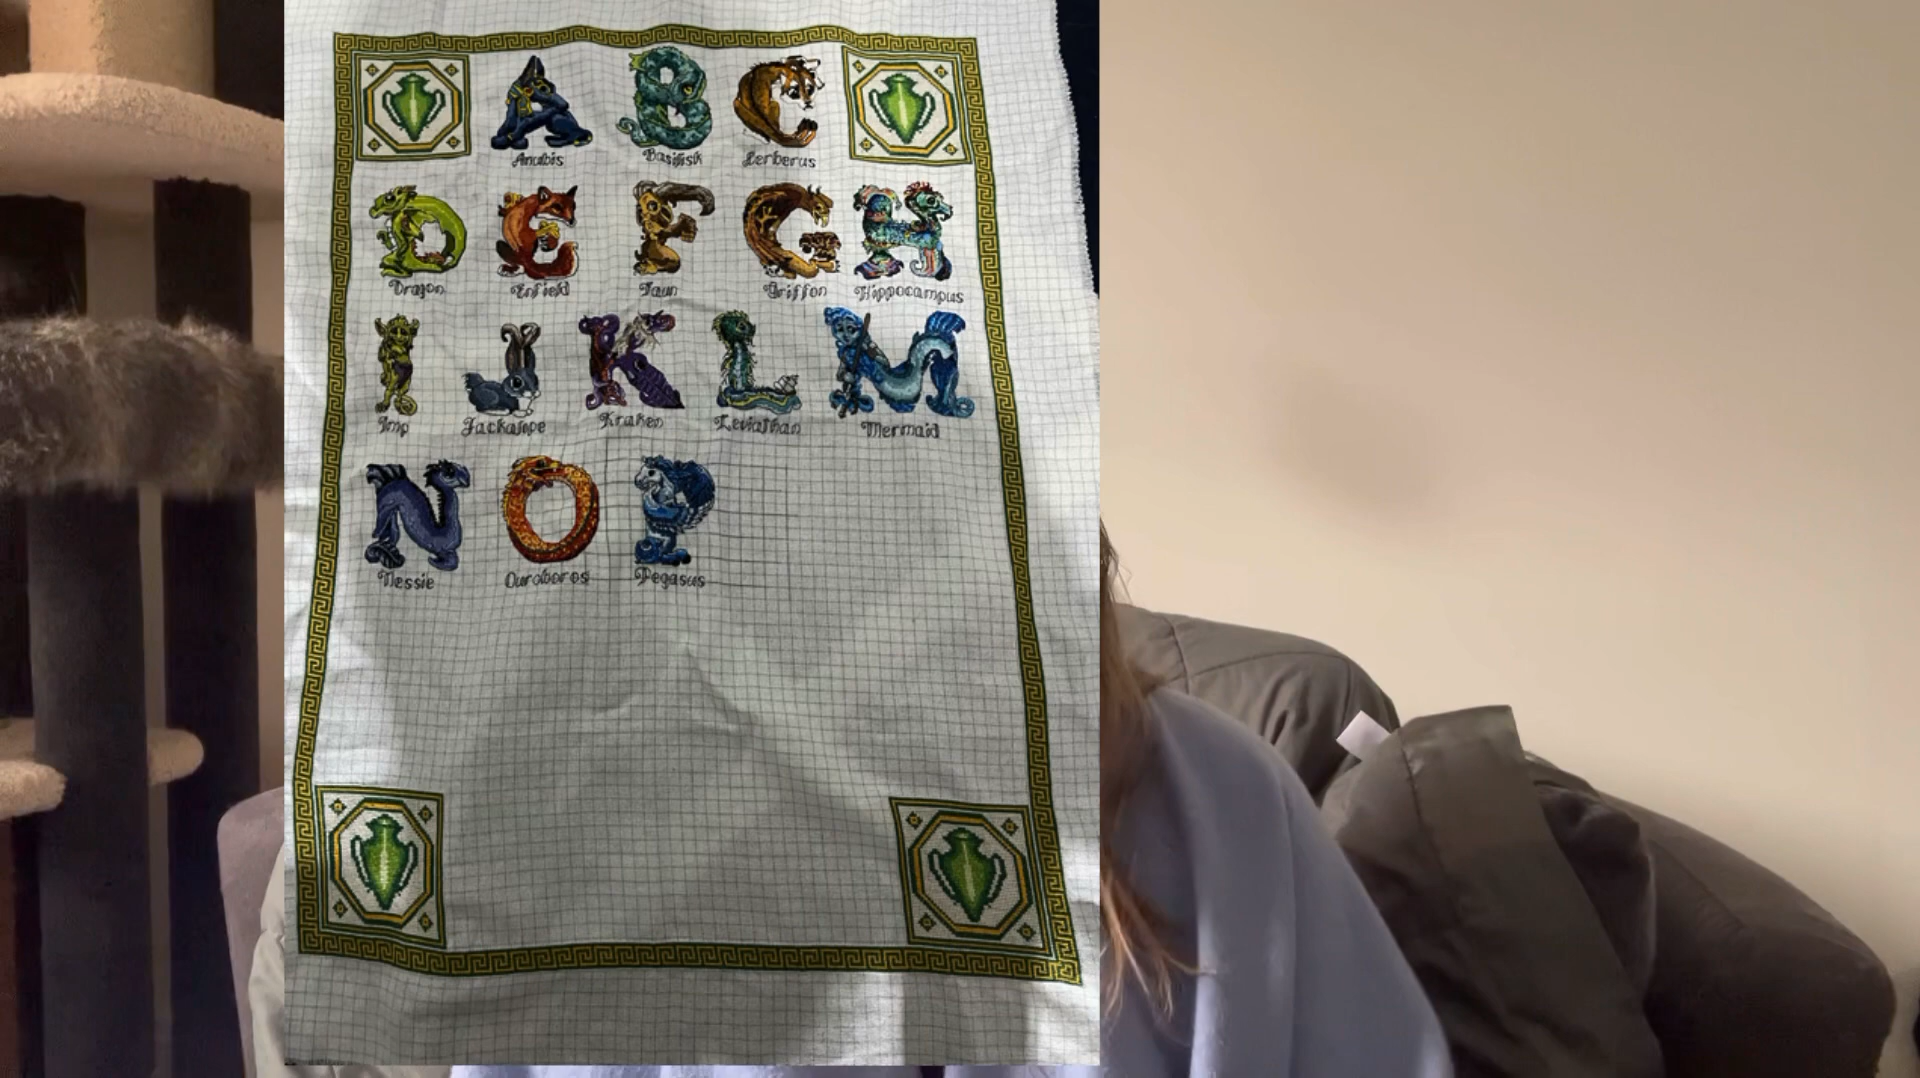 A B C
Anubis Basilisk Cerberus
D E F G H
Dragon Enfield Faun Griffon Hippocampus
I J K L M
Imp Jackalope Kraken Leviathan Mermaid
N O P
Nessie Ouroboros Pegasus